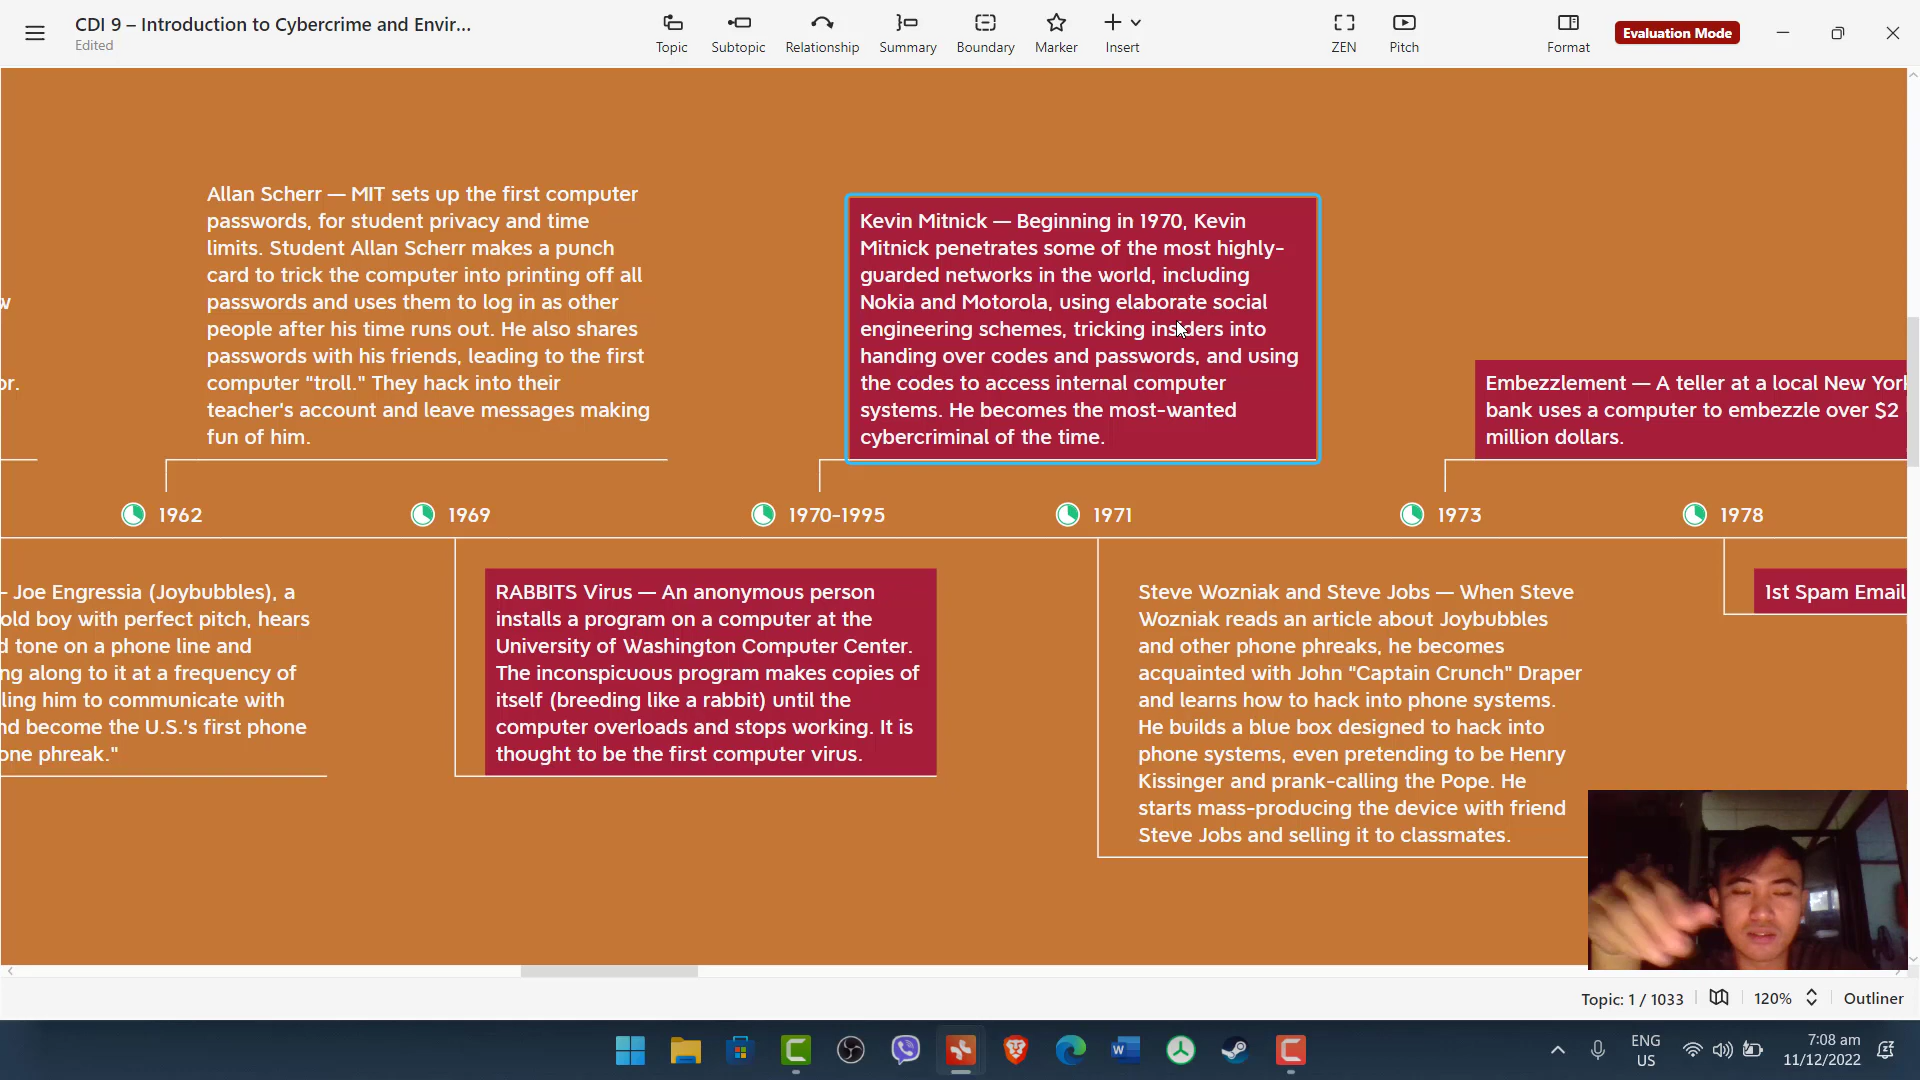 CDI 9 – Introduction to Cybercrime and Envir...
Edited
Topic
Subtopic
Relationship
Summary
Boundary
Marker
Insert
ZEN
Pitch
Format
Evaluation Mode
Allan Scherr — MIT sets up the first computer
passwords, for student privacy and time
limits. Student Allan Scherr makes a punch
card to trick the computer into printing off all
passwords and uses them to log in as other
people after his time runs out. He also shares
passwords with his friends, leading to the first
computer "troll." They hack into their
teacher's account and leave messages making
fun of him.
Kevin Mitnick — Beginning in 1970, Kevin
Mitnick penetrates some of the most highly-
guarded networks in the world, including
Nokia and Motorola, using elaborate social
engineering schemes, tricking insiders into
handing over codes and passwords, and using
the codes to access internal computer
systems. He becomes the most-wanted
cybercriminal of the time.
Embezzlement — A teller at a local New York
bank uses a computer to embezzle over $2
million dollars.
w
or.
1962
1969
1970-1995
1971
1973
1978
– Joe Engressia (Joybubbles), a
old boy with perfect pitch, hears
d tone on a phone line and
ng along to it at a frequency of
ling him to communicate with
nd become the U.S.'s first phone
one phreak."
RABBITS Virus — An anonymous person
installs a program on a computer at the
University of Washington Computer Center.
The inconspicuous program makes copies of
itself (breeding like a rabbit) until the
computer overloads and stops working. It is
thought to be the first computer virus.
Steve Wozniak and Steve Jobs — When Steve
Wozniak reads an article about Joybubbles
and other phone phreaks, he becomes
acquainted with John "Captain Crunch" Draper
and learns how to hack into phone systems.
He builds a blue box designed to hack into
phone systems, even pretending to be Henry
Kissinger and prank-calling the Pope. He
starts mass-producing the device with friend
Steve Jobs and selling it to classmates.
1st Spam Email
Topic: 1 / 1033
120%
Outliner
ENG
US
7:08 am
11/12/2022